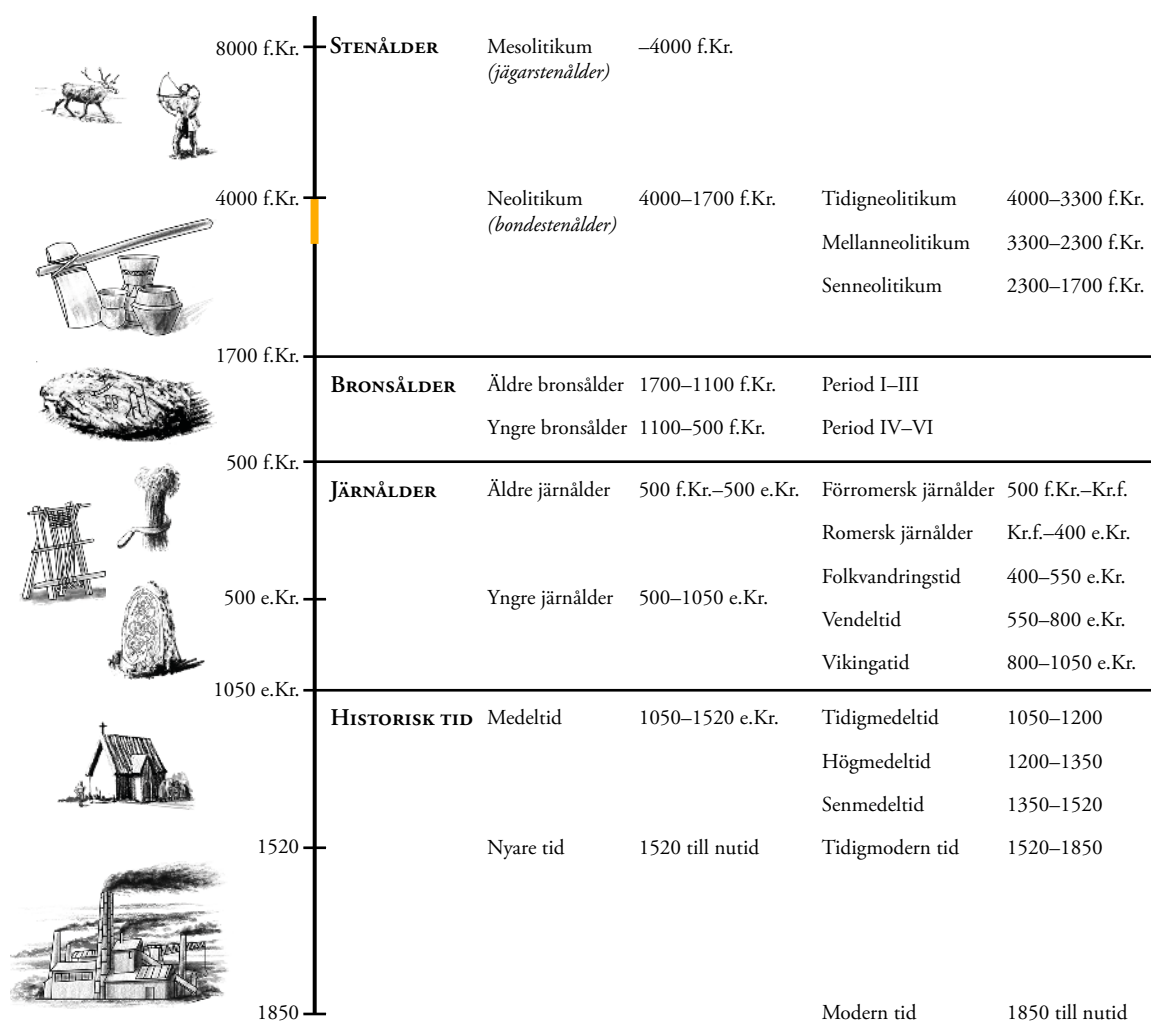 8000 f.Kr. STENÅLDER Mesolitikum –4000 f.Kr.
(jägarstenålder)
4000 f.Kr. Neolitikum 4000–1700 f.Kr. Tidigneolitikum 4000–3300 f.Kr.
(bondestenålder)
Mellanneolitikum 3300–2300 f.Kr.
Senneolitikum 2300–1700 f.Kr.
1700 f.Kr.
BRONSÅLDER Äldre bronsålder 1700–1100 f.Kr. Period I–III
Yngre bronsålder 1100–500 f.Kr. Period IV–VI
500 f.Kr.
JÄRNÅLDER Äldre järnålder 500 f.Kr.–500 e.Kr. Förromersk järnålder 500 f.Kr.–Kr.f.
Romersk järnålder Kr.f.–400 e.Kr.
Folkvandringstid 400–550 e.Kr.
500 e.Kr. Yngre järnålder 500–1050 e.Kr.
Vendeltid 550–800 e.Kr.
Vikingatid 800–1050 e.Kr.
1050 e.Kr.
HISTORISK TID Medeltid 1050–1520 e.Kr. Tidigmedeltid 1050–1200
Högmedeltid 1200–1350
Senmedeltid 1350–1520
1520 Nyare tid 1520 till nutid Tidigmodern tid 1520–1850
1850 Modern tid 1850 till nutid